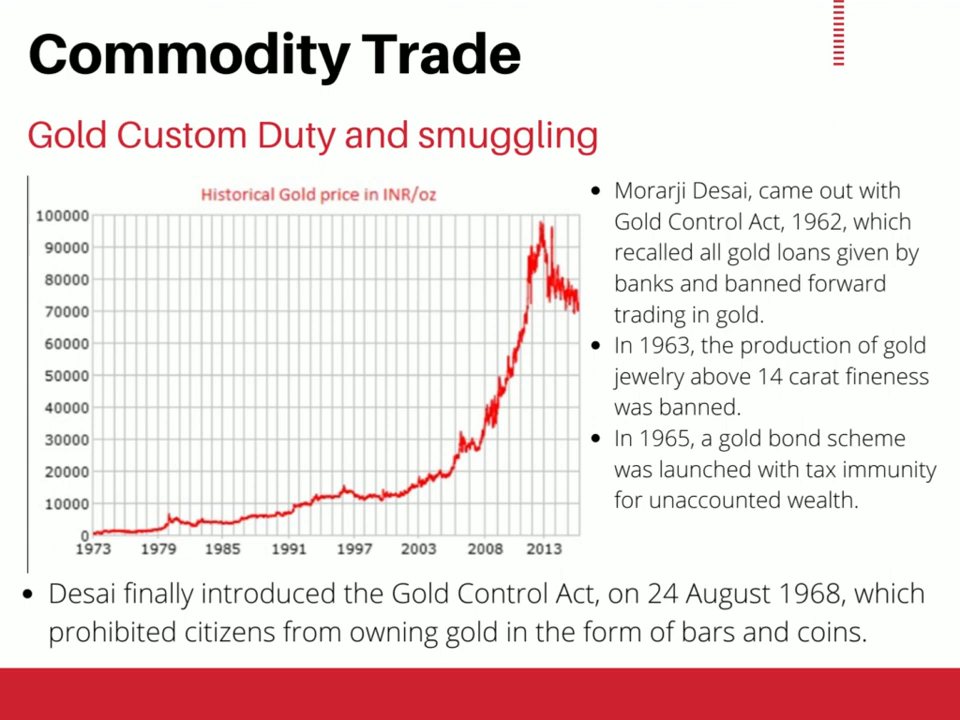 Commodity Trade
Gold Custom Duty and smuggling
Historical Gold price in INR/oz
100000
90000
80000
70000
60000
50000
40000
30000
20000
10000
0
1973 1979 1985 1991 1997 2003 2008 2013
• Morarji Desai, came out with
Gold Control Act, 1962, which
recalled all gold loans given by
banks and banned forward
trading in gold.
• In 1963, the production of gold
jewelry above 14 carat fineness
was banned.
• In 1965, a gold bond scheme
was launched with tax immunity
for unaccounted wealth.
• Desai finally introduced the Gold Control Act, on 24 August 1968, which
prohibited citizens from owning gold in the form of bars and coins.